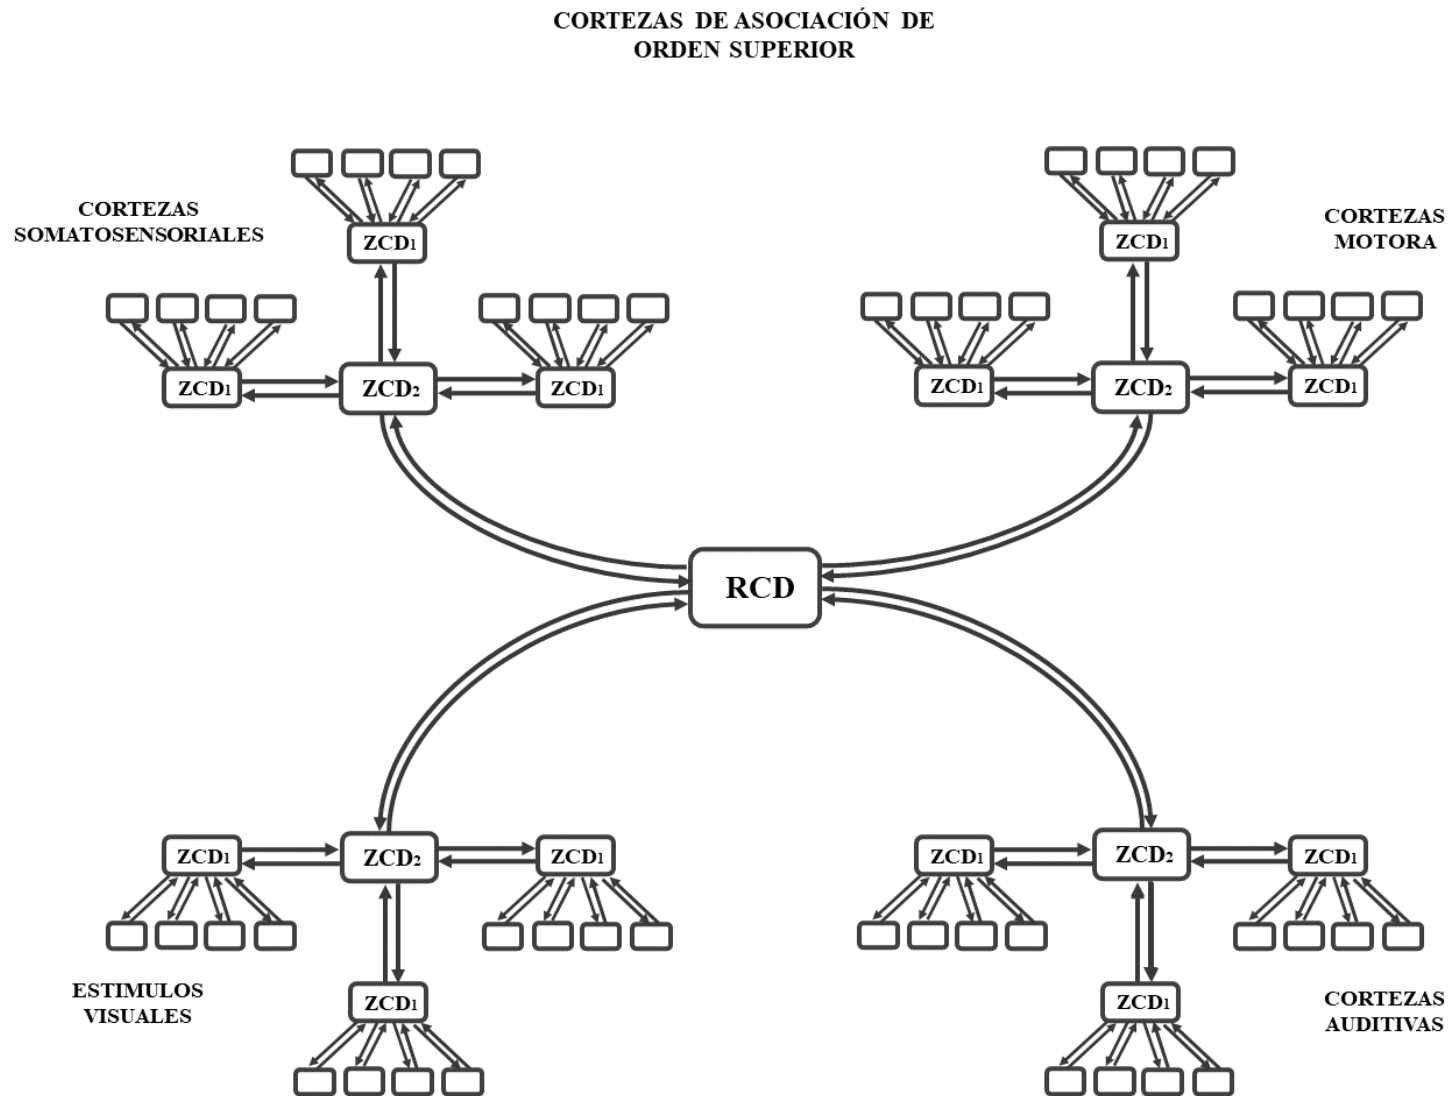 CORTEZAS DE ASOCIACIÓN DE
ORDEN SUPERIOR
CORTEZAS
SOMATOSENSORIALES
ZCD1
ZCD1
ZCD2
ZCD1
CORTEZAS
MOTORA
ZCD1
ZCD1
ZCD2
ZCD1
RCD
ZCD1
ZCD2
ZCD1
ZCD1
ESTIMULOS
VISUALES
ZCD1
ZCD2
ZCD1
ZCD1
CORTEZAS
AUDITIVAS